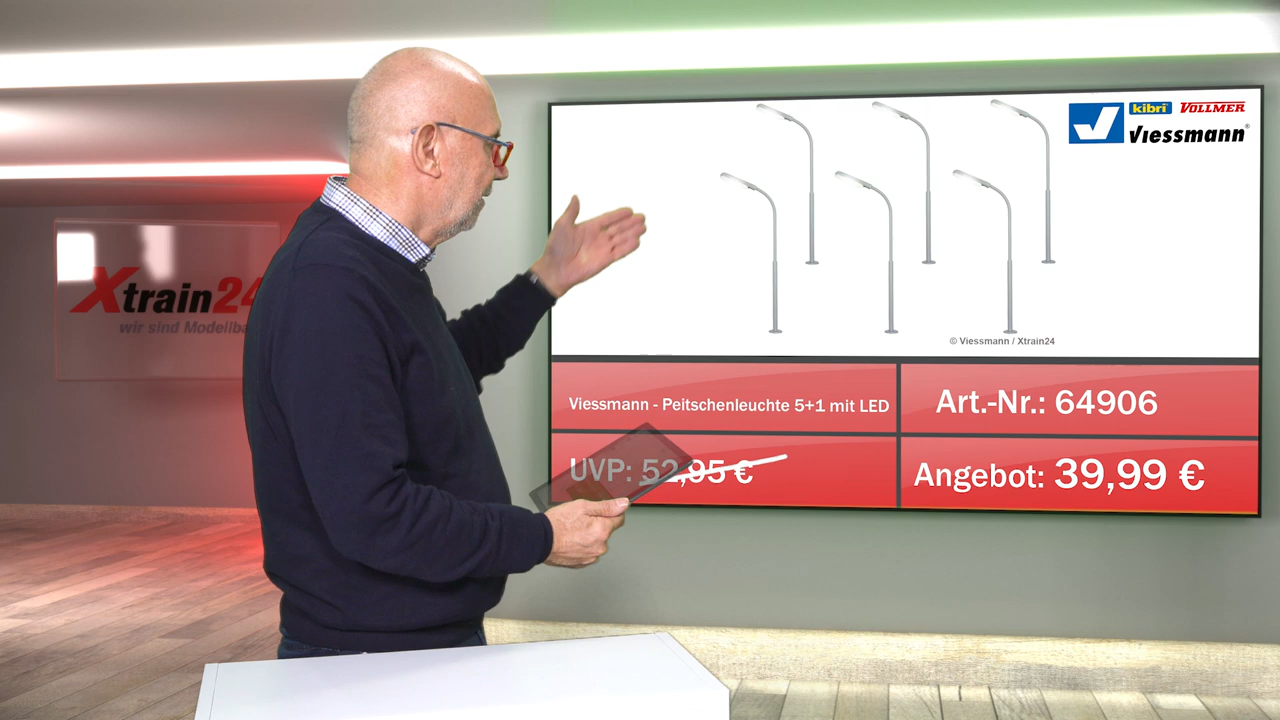 kibri VOLLMER
Viessmann®
Xtrain24
wir sind Modellba
© Viessmann / Xtrain24
Viessmann - Peitschenleuchte 5+1 mit LED
Art.-Nr.: 64906
UVP: 52,95 €
Angebot: 39,99 €